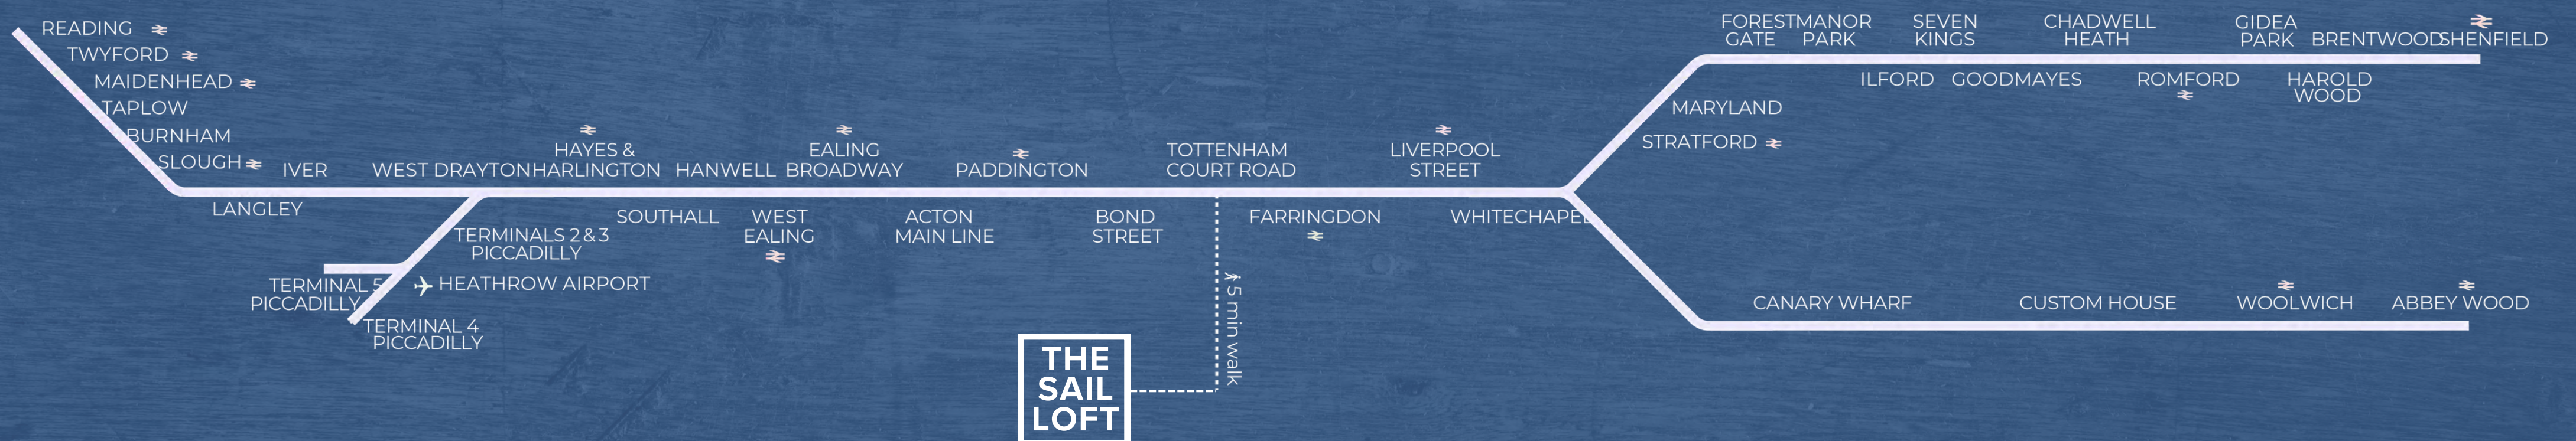 READING
TWYFORD
MAIDENHEAD
TAPLOW
BURNHAM
SLOUGH
IVER
LANGLEY
WEST DRAYTON
TERMINALS 2 & 3
PICCADILLY
TERMINAL 5
PICCADILLY
HEATHROW AIRPORT
TERMINAL 4
PICCADILLY
HAYES &
HARLINGTON
SOUTHALL
HANWELL
WEST
EALING
EALING
BROADWAY
ACTON
MAIN LINE
PADDINGTON
BOND
STREET
TOTTENHAM
COURT ROAD
5 min walk
THE
SAIL
LOFT
FARRINGDON
LIVERPOOL
STREET
WHITECHAPEL
STRATFORD
MARYLAND
FOREST
GATE
MANOR
PARK
ILFORD
SEVEN
KINGS
GOODMAYES
CHADWELL
HEATH
ROMFORD
GIDEA
PARK
HAROLD
WOOD
BRENTWOOD
SHENFIELD
CANARY WHARF
CUSTOM HOUSE
WOOLWICH
ABBEY WOOD